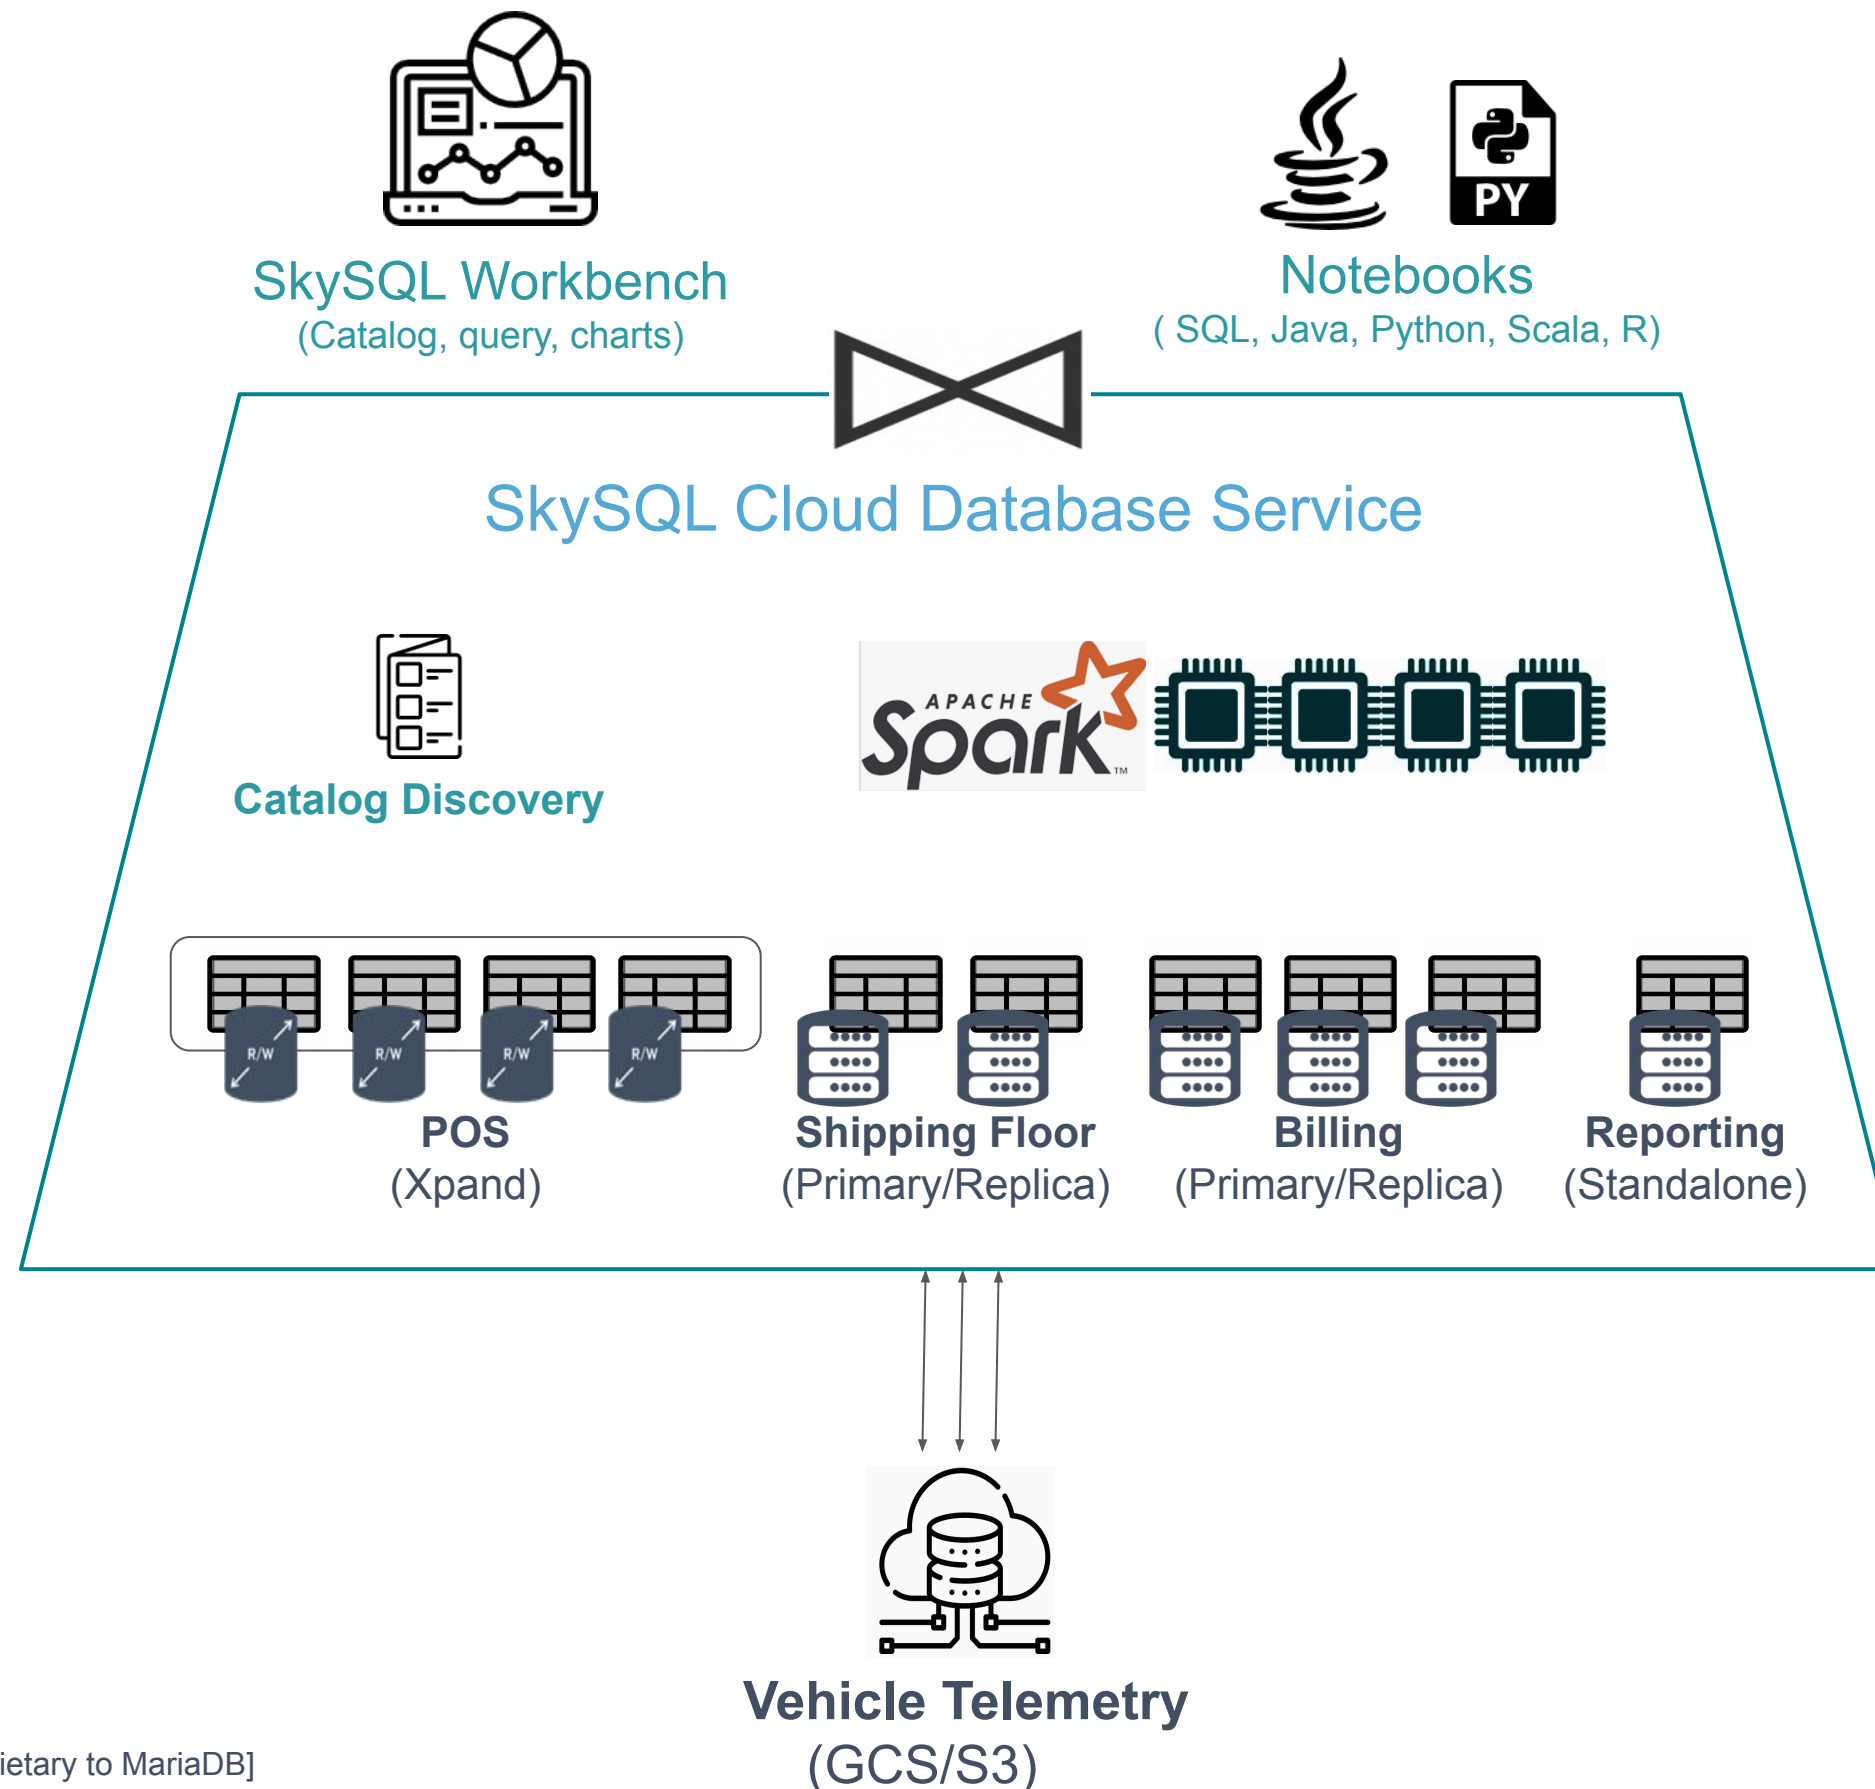 PY
SkySQL Workbench
(Catalog, query, charts)
Notebooks
( SQL, Java, Python, Scala, R)
SkySQL Cloud Database Service
APACHE
Spark
TM
Catalog Discovery
R/W
R/W
R/W
R/W
POS
(Xpand)
Shipping Floor
(Primary/Replica)
Billing
(Primary/Replica)
Reporting
(Standalone)
Vehicle Telemetry
(GCS/S3)
ietary to MariaDB]